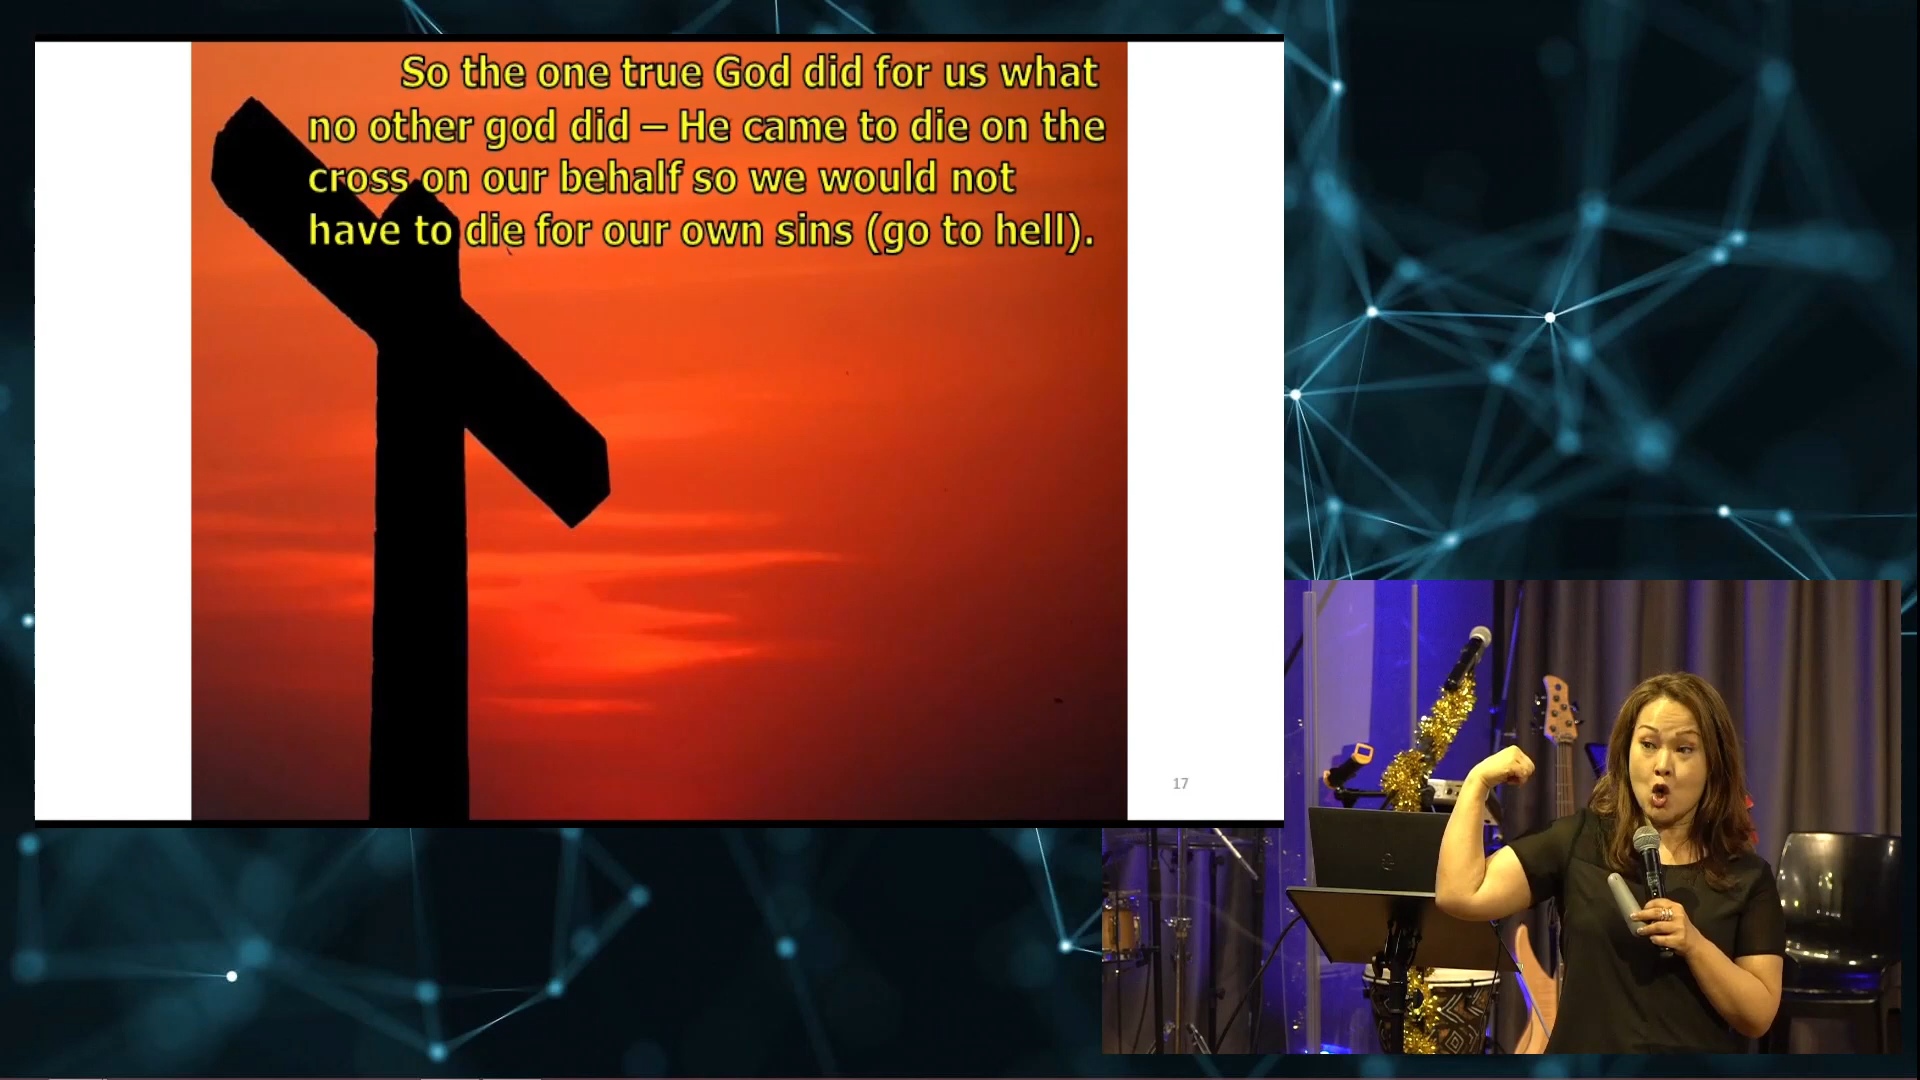 So the one true God did for us what
no other god did – He came to die on the
cross on our behalf so we would not
have to die for our own sins (go to hell).
17